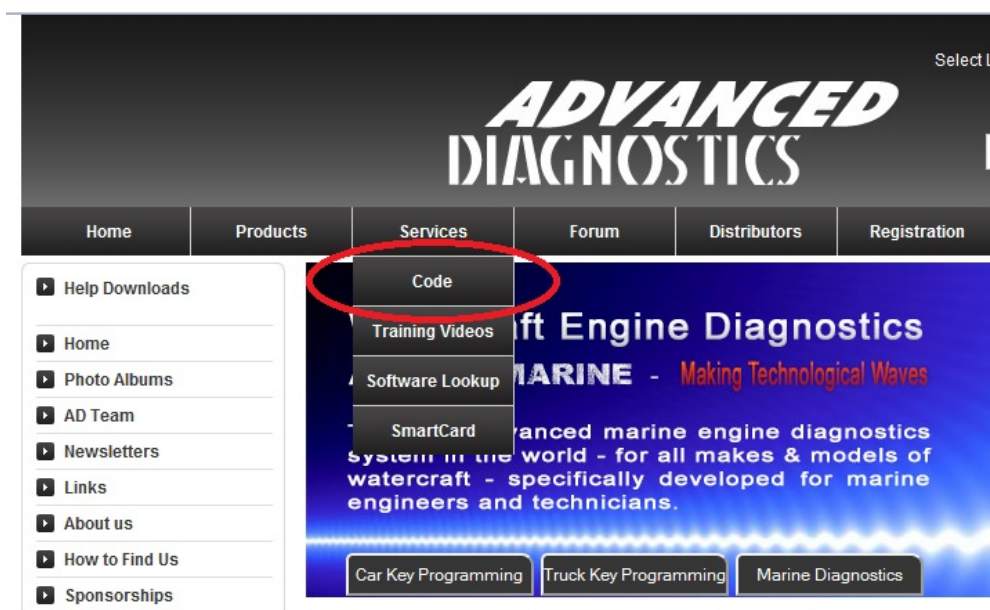 Select
ADVANCED
DIAGNOSTICS
Home Products Services Forum Distributors Registration
Code
Training Videos
Software Lookup
SmartCard
Help Downloads
Home
Photo Albums
AD Team
Newsletters
Links
About us
How to Find Us
Sponsorships
ft Engine Diagnostics
MARINE - Making Technological Waves
anced marine engine diagnostics
system in the world - for all makes & models of
watercraft - specifically developed for marine
engineers and technicians.
Car Key Programming Truck Key Programming Marine Diagnostics